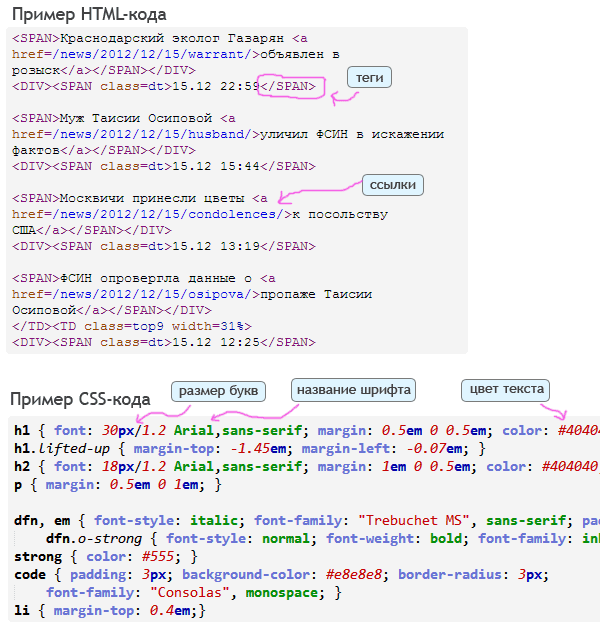 Пример HTML-кода
<SPAN>Краснодарский эколог Газарян <a
href=/news/2012/12/15/warrant/>объявлен в
розыск</a></SPAN></DIV>
<DIV><SPAN class=dt>15.12 22:59</SPAN>
теги
<SPAN>Муж Таисии Осиповой <a
href=/news/2012/12/15/husband/>уличил ФСИН в искажении
фактов</a></SPAN></DIV>
<DIV><SPAN class=dt>15.12 15:44</SPAN>
ссылки
<SPAN>Москвичи принесли цветы <a
href=/news/2012/12/15/condolences/>к посольству
США</a></SPAN></DIV>
<DIV><SPAN class=dt>15.12 13:19</SPAN>
<SPAN>ФСИН опровергла данные о <a
href=/news/2012/12/15/osipova/>пропаже Таисии
Осиповой</a></SPAN></DIV>
</TD><TD class=top9 width=31%>
<DIV><SPAN class=dt>15.12 12:25</SPAN>
Пример CSS-кода
размер букв
название шрифта
цвет текста
h1 { font: 30px/1.2 Arial,sans-serif; margin: 0.5em 0 0.5em; color: #40404
h1.lifted-up { margin-top: -1.45em; margin-left: -0.07em; }
h2 { font: 18px/1.2 Arial,sans-serif; margin: 1em 0 0.5em; color: #404040
p { margin: 0.5em 0 1em; }
dfn, em { font-style: italic; font-family: "Trebuchet MS", sans-serif; pad
dfn.o-strong { font-style: normal; font-weight: bold; font-family: inh
strong { color: #555; }
code { padding: 3px; background-color: #e8e8e8; border-radius: 3px;
font-family: "Consolas", monospace; }
li { margin-top: 0.4em;}